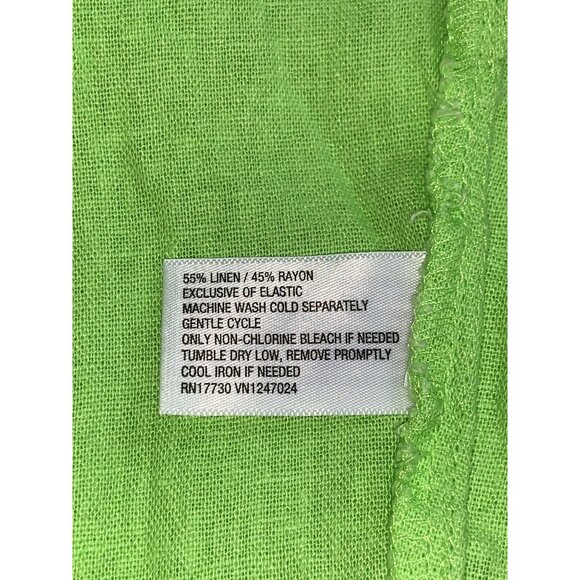 55% LINEN / 45% RAYON
EXCLUSIVE OF ELASTIC
MACHINE WASH COLD SEPARATELY
GENTLE CYCLE
ONLY NON-CHLORINE BLEACH IF NEEDED
TUMBLE DRY LOW, REMOVE PROMPTLY
COOL IRON IF NEEDED
RN17730 VN1247024